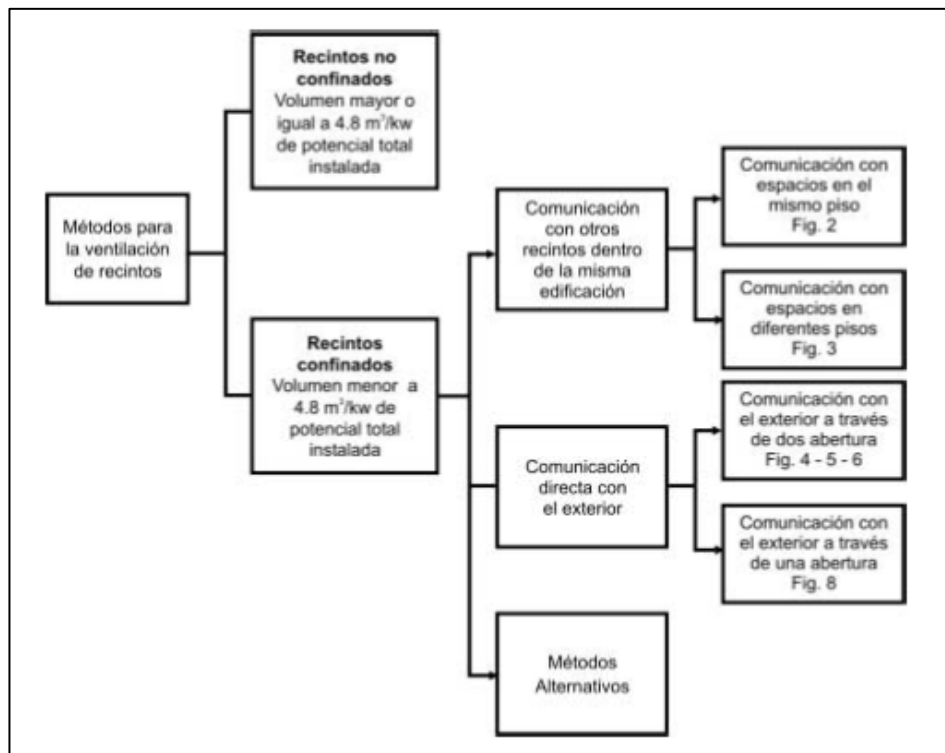 Métodos para
la ventilación
de recintos
Recintos no
confinados
Volumen mayor o
igual a 4.8 m³/kw
de potencial total
instalada
Recintos
confinados
Volumen menor a
4.8 m³/kw de
potencial total
instalada
Comunicación
con otros
recintos dentro
de la misma
edificación
Comunicación con
espacios en el
mismo piso
Fig. 2
Comunicación con
espacios en
diferentes pisos
Fig. 3
Comunicación
directa con
el exterior
Comunicación con
el exterior a través
de dos abertura
Fig. 4 - 5 - 6
Comunicación con
el exterior a través
de una abertura
Fig. 8
Métodos
Alternativos